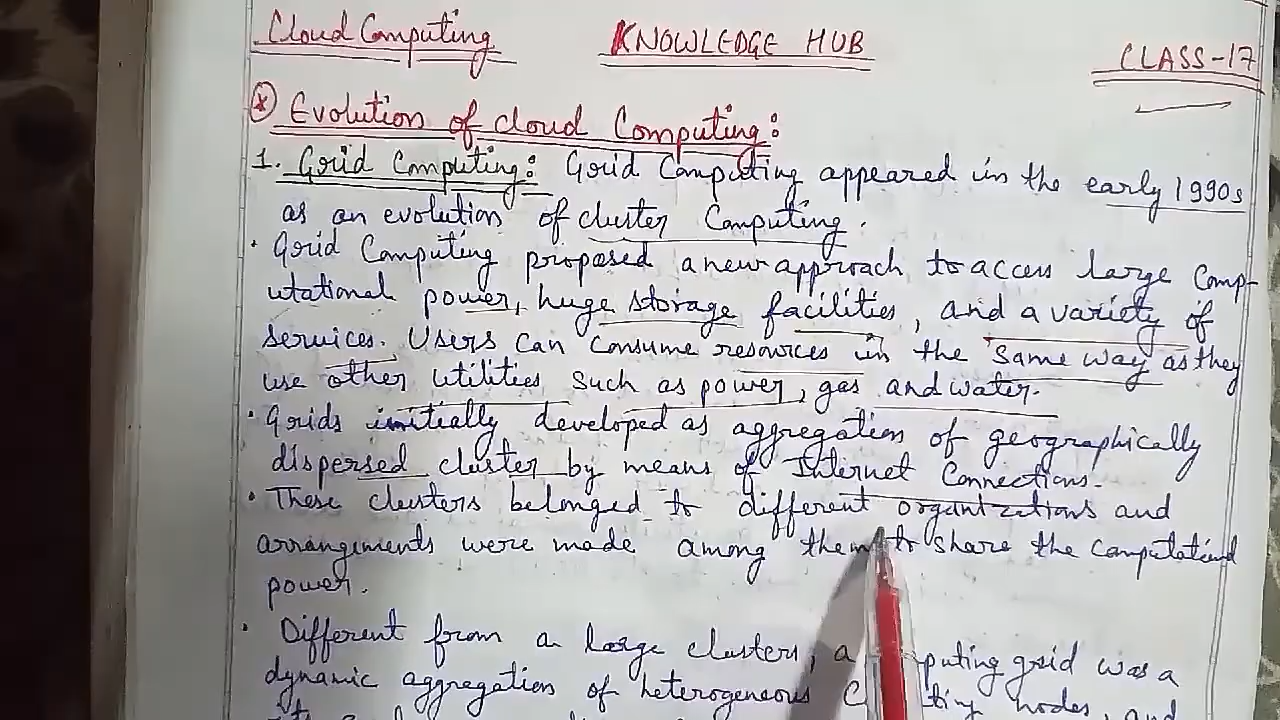 Cloud Computing KNOWLEDGE HUB CLASS-17
* Evolution of cloud Computing:
1. Grid Computing: Grid Computing appeared in the early 1990s
as an evolution of cluster Computing.
• Grid Computing proposed a new approach to access large Comp-
utational power, huge storage facilities, and a variety of
services. Users can consume resources in the same way as they
use other utilities such as power, gas and water.
• Grids initially developed as aggregation of geographically
dispersed cluster by means of Internet Connections.
• These clusters belonged to different organizations and
arrangements were made among them to share the computational
power.
• Different from a large clusters, a puting grid was a
dynamic aggregation of heterogeneous C ting nodes, and